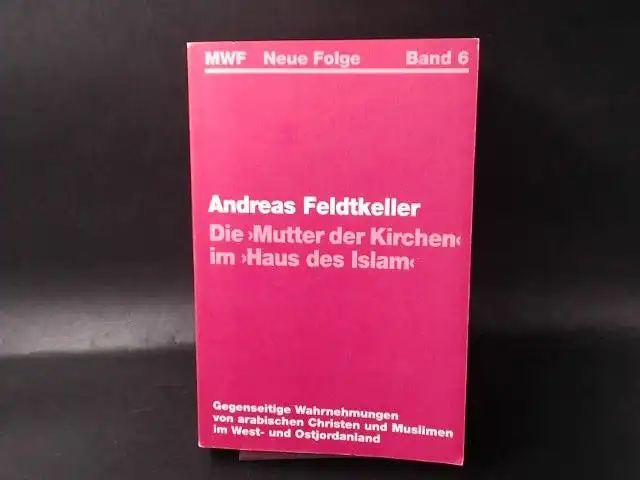 MWF Neue Folge Band 6
Andreas Feldtkeller
Die ›Mutter der Kirchen‹
im ›Haus des Islam‹
Gegenseitige Wahrnehmungen
von arabischen Christen und Muslimen
im West- und Ostjordanland